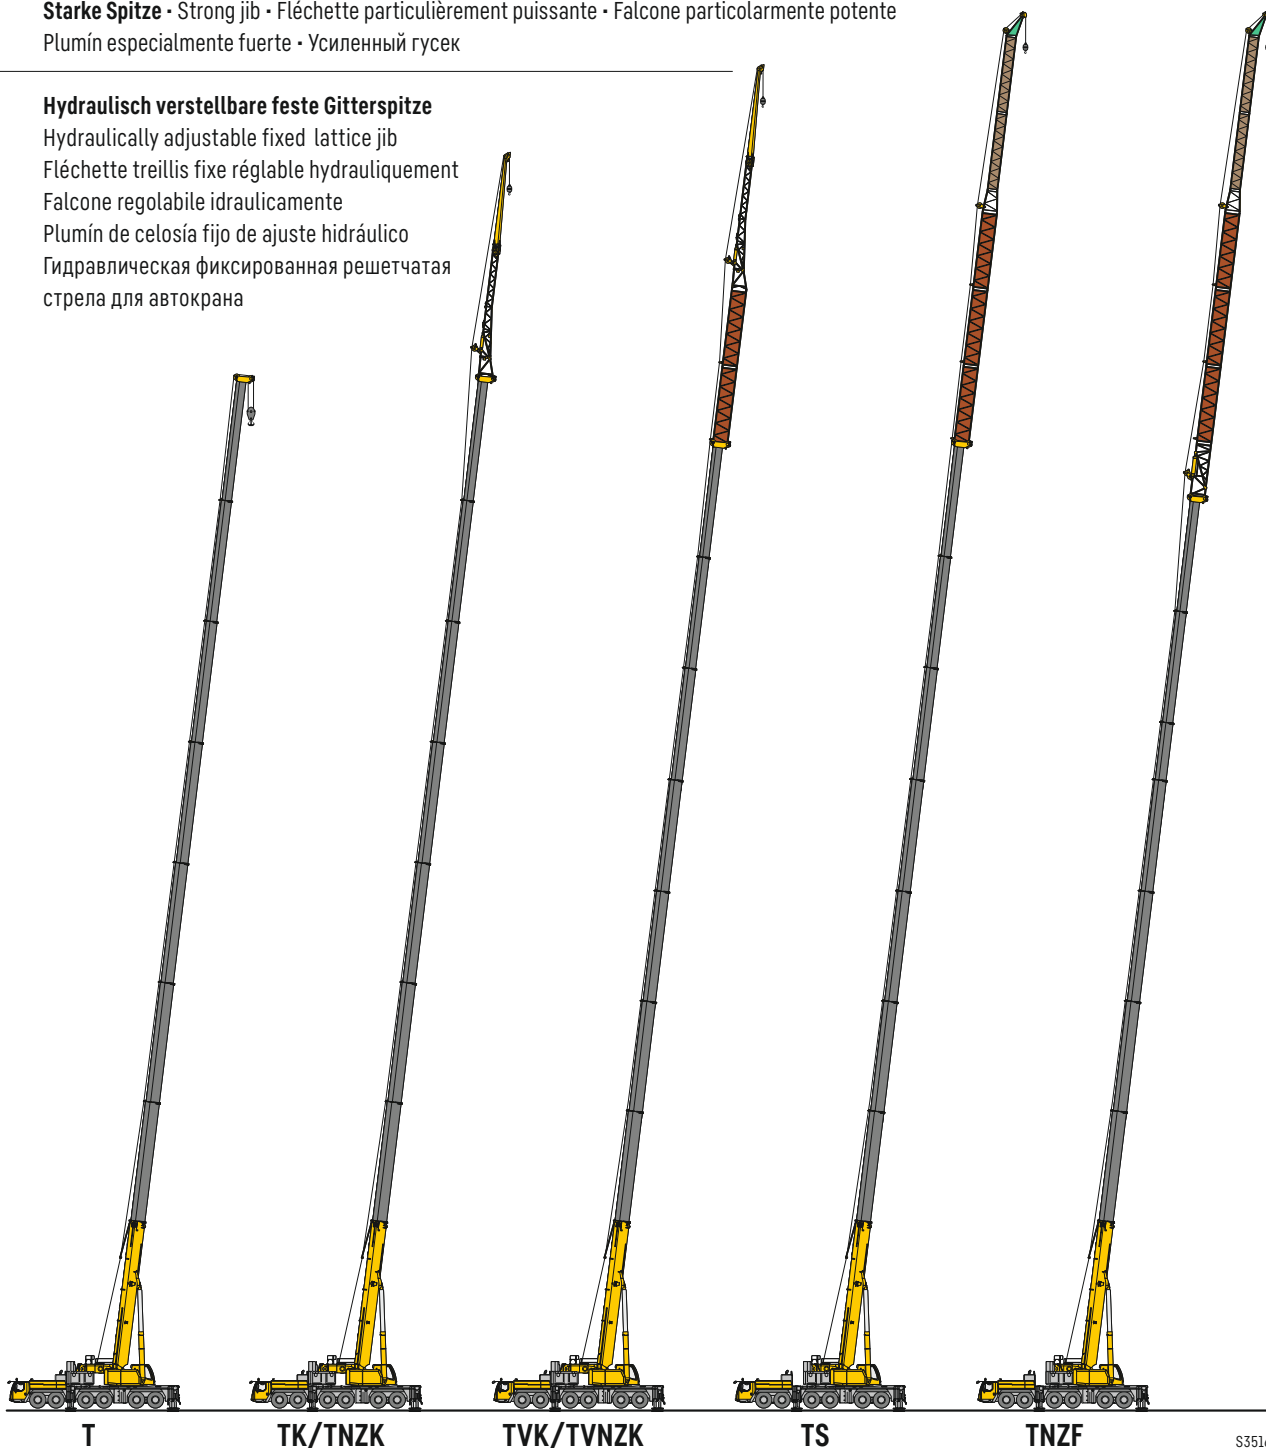 Starke Spitze · Strong jib · Fléchette particulièrement puissante · Falcone particolarmente potente
Plumín especialmente fuerte · Усиленный гусек
Hydraulisch verstellbare feste Gitterspitze
Hydraulically adjustable fixed lattice jib
Fléchette treillis fixe réglable hydrauliquement
Falcone regolabile idraulicamente
Plumín de celosía fijo de ajuste hidráulico
Гидравлическая фиксированная решетчатая
стрела для автокрана
T TK/TNZK TVK/TVNZK TS TNZF